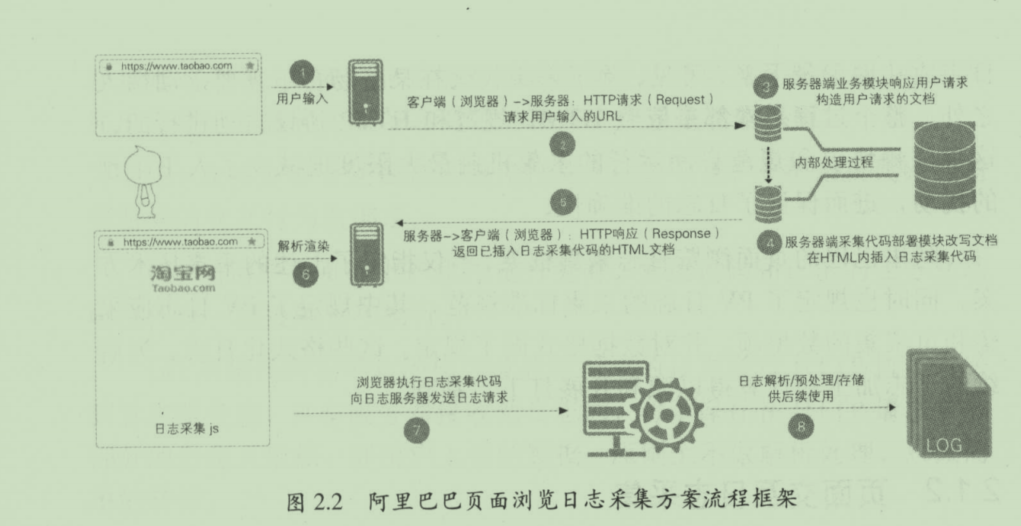 https://www.taobao.com
1
用户输入
客户端（浏览器）->服务器：HTTP请求（Request）
请求用户输入的URL
2
3
服务器端业务模块响应用户请求
构造用户请求的文档
内部处理过程
5
服务器->客户端（浏览器）：HTTP响应（Response）
返回已插入日志采集代码的HTML文档
4
服务器端采集代码部署模块改写文档
在HTML内插入日志采集代码
https://www.taobao.com
淘宝网
Taobao.com
解析渲染
6
日志采集 js
浏览器执行日志采集代码
向日志服务器发送日志请求
7
日志解析/预处理/存储
供后续使用
8
LOG
图 2.2 阿里巴巴页面浏览日志采集方案流程框架